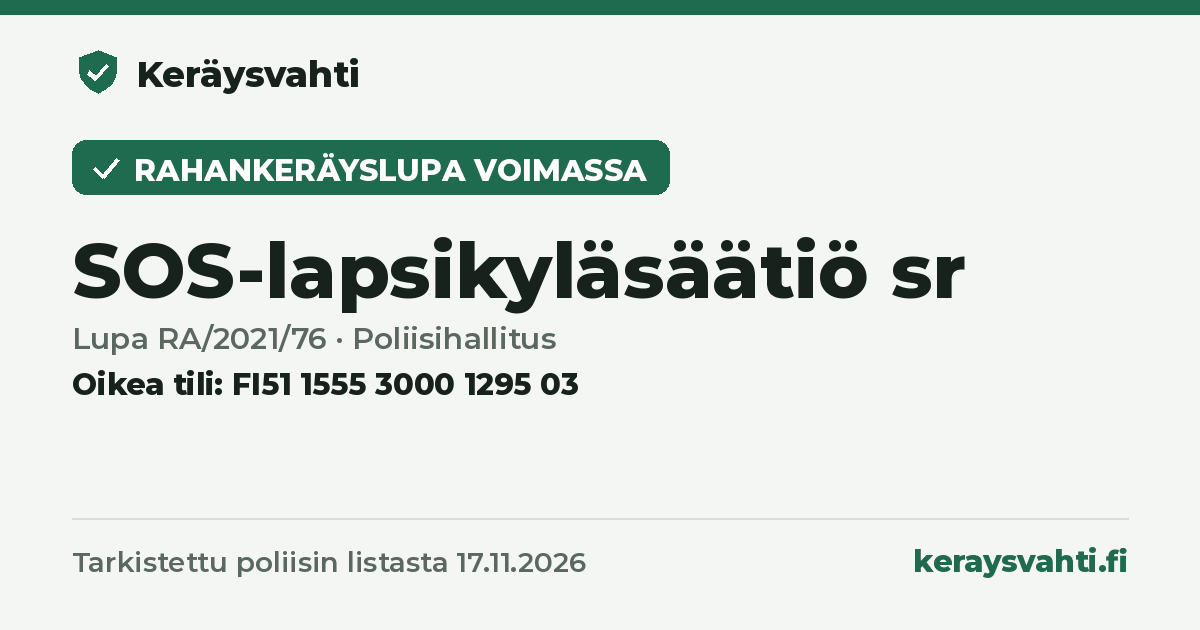 Keräysvahti
RAHANKERÄYSLUPA VOIMASSA
SOS-lapsikyläsäätiö sr
Lupa RA/2021/76 · Poliisihallitus
Oikea tili: FI51 1555 3000 1295 03
Tarkistettu poliisin listasta 17.11.2026
keraysvahti.fi